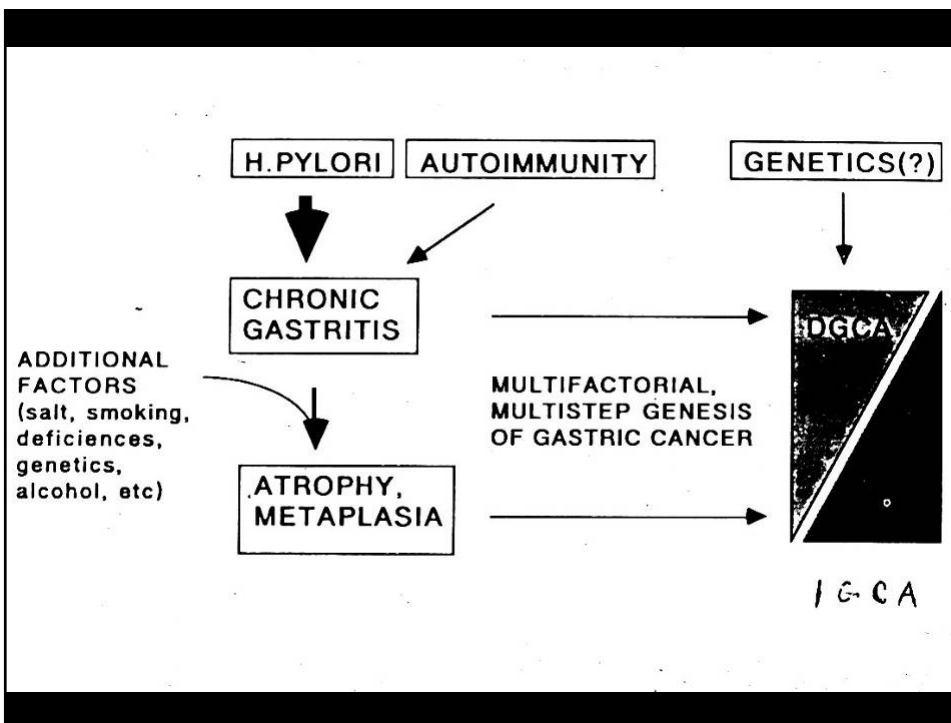 H.PYLORI
AUTOIMMUNITY
GENETICS(?)
CHRONIC
GASTRITIS
DGCA
ADDITIONAL
FACTORS
(salt, smoking,
deficiences,
genetics,
alcohol, etc)
MULTIFACTORIAL,
MULTISTEP GENESIS
OF GASTRIC CANCER
ATROPHY,
METAPLASIA
IGCA